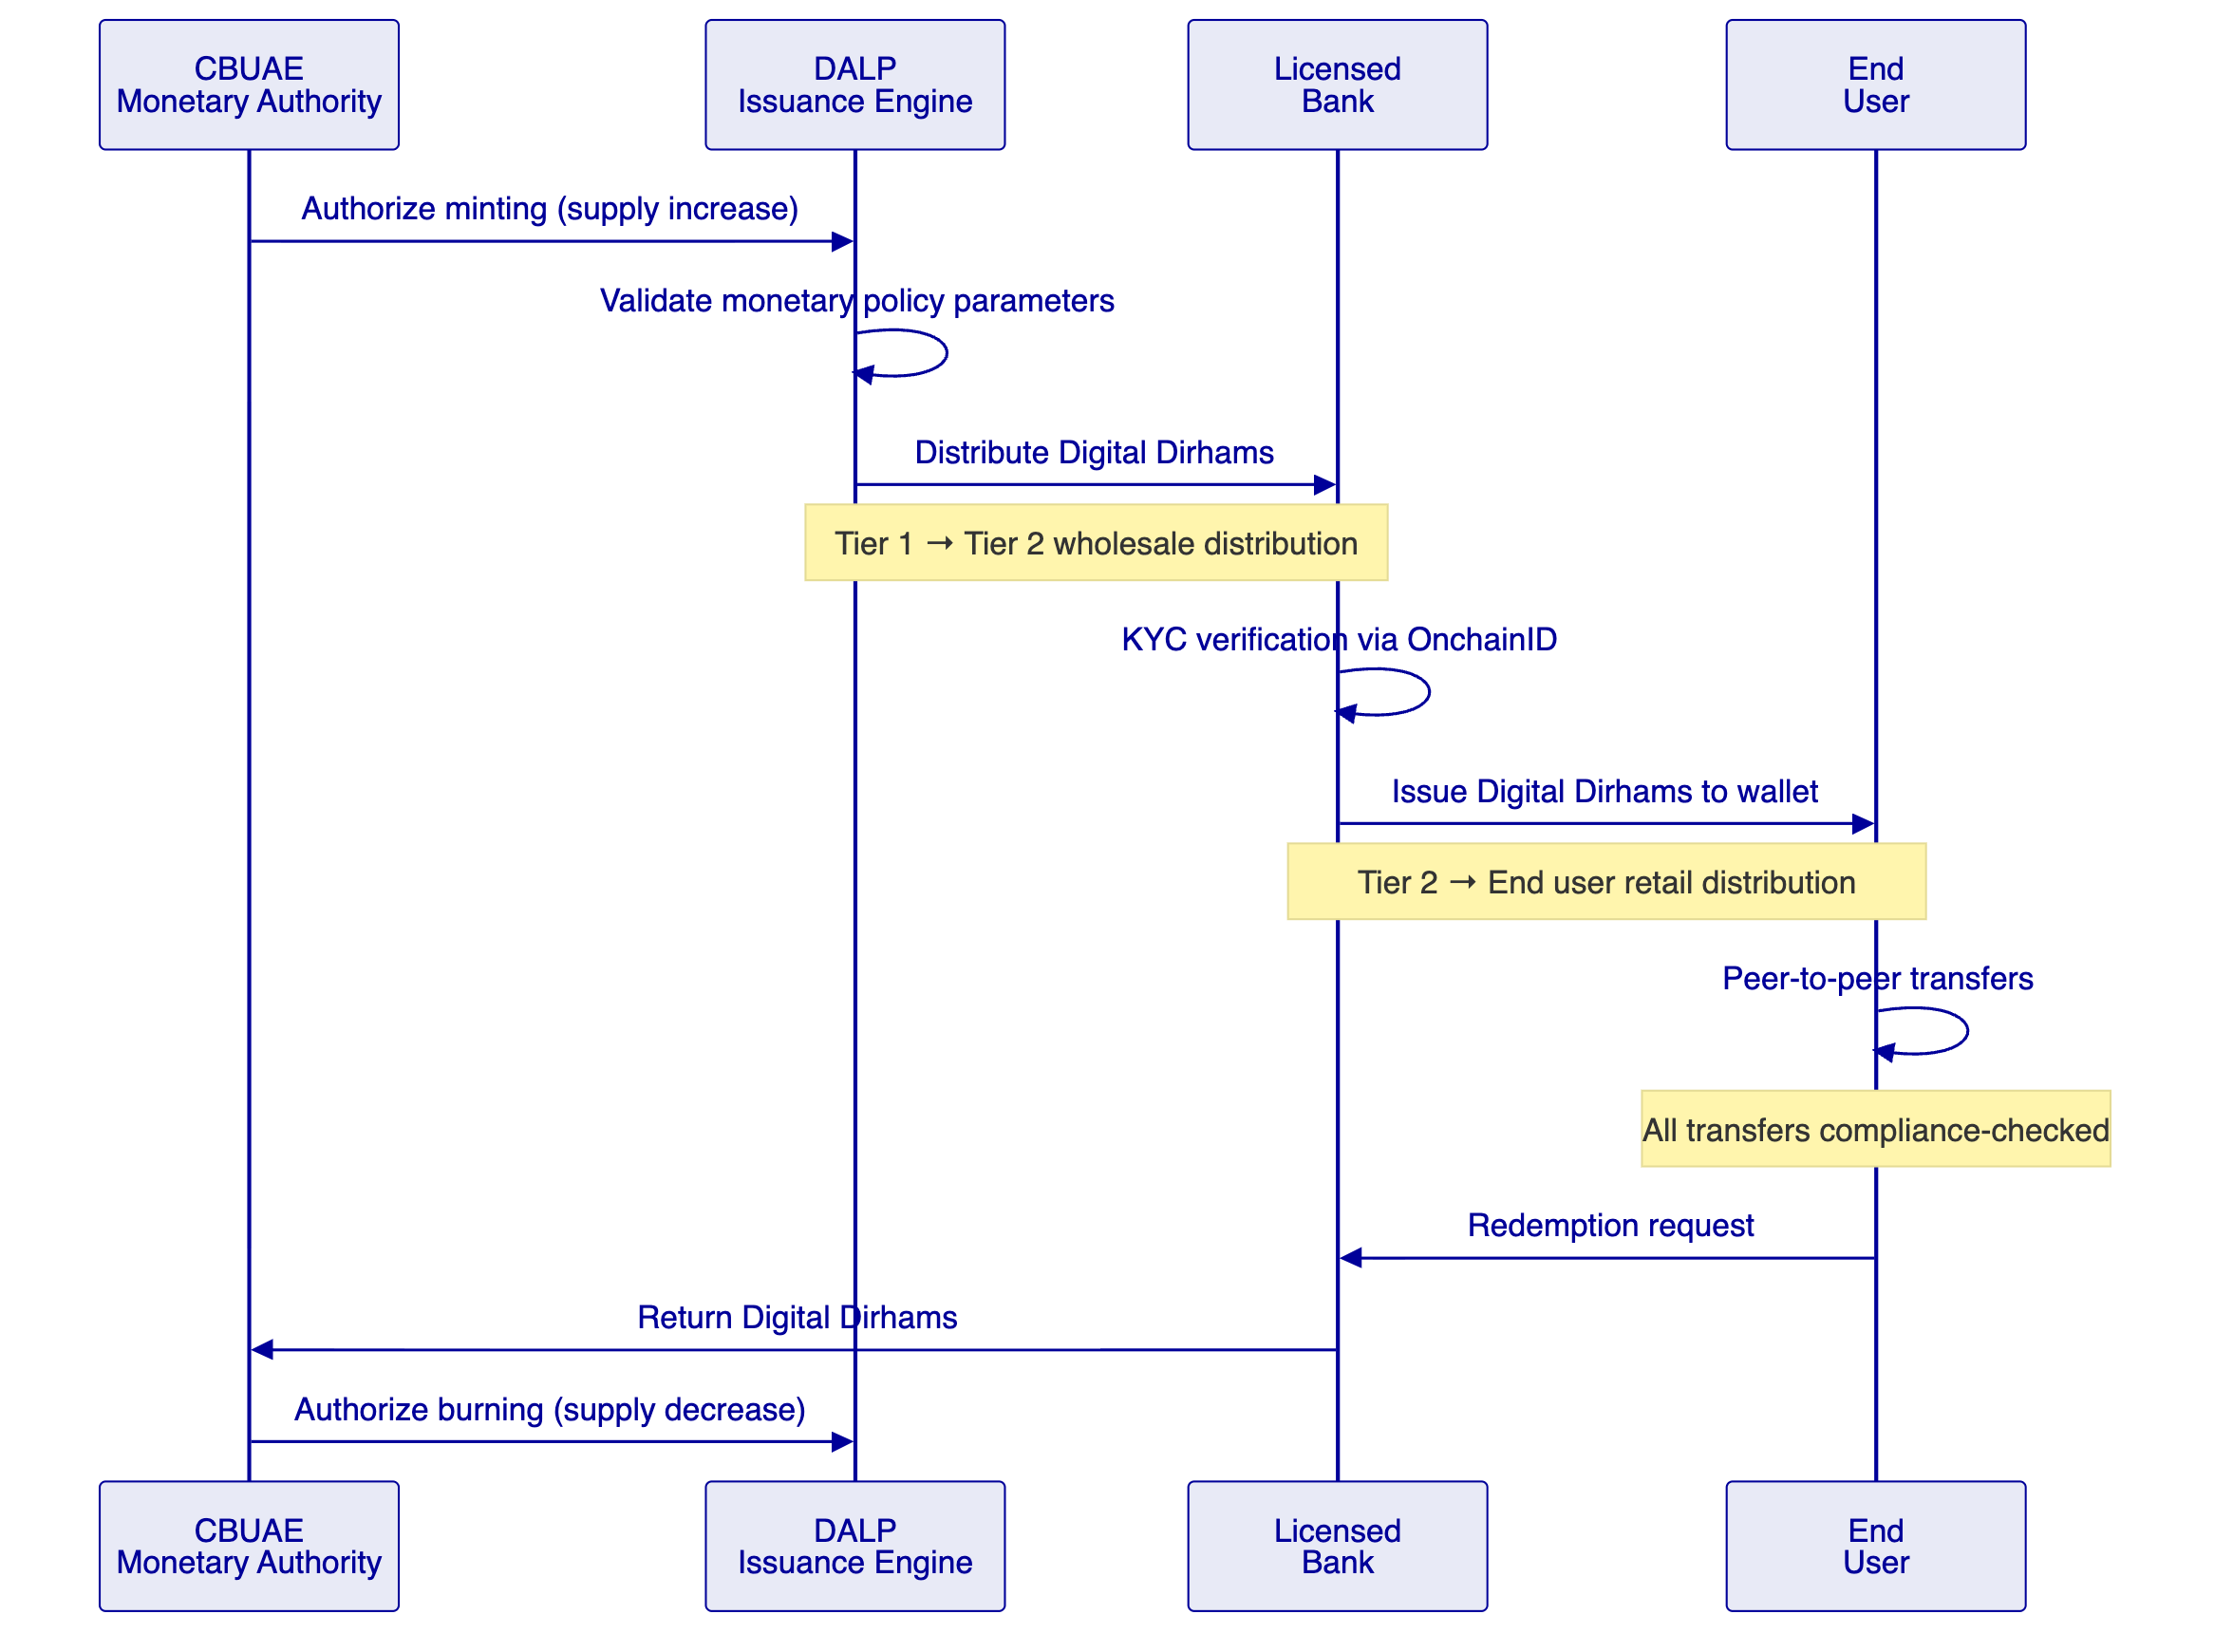 CBUAE
Monetary Authority
DALP
Issuance Engine
Licensed
Bank
End
User
Authorize minting (supply increase)
Validate monetary policy parameters
Distribute Digital Dirhams
Tier 1 → Tier 2 wholesale distribution
KYC verification via OnchainID
Issue Digital Dirhams to wallet
Tier 2 → End user retail distribution
Peer-to-peer transfers
All transfers compliance-checked
Redemption request
Return Digital Dirhams
Authorize burning (supply decrease)
CBUAE
Monetary Authority
DALP
Issuance Engine
Licensed
Bank
End
User